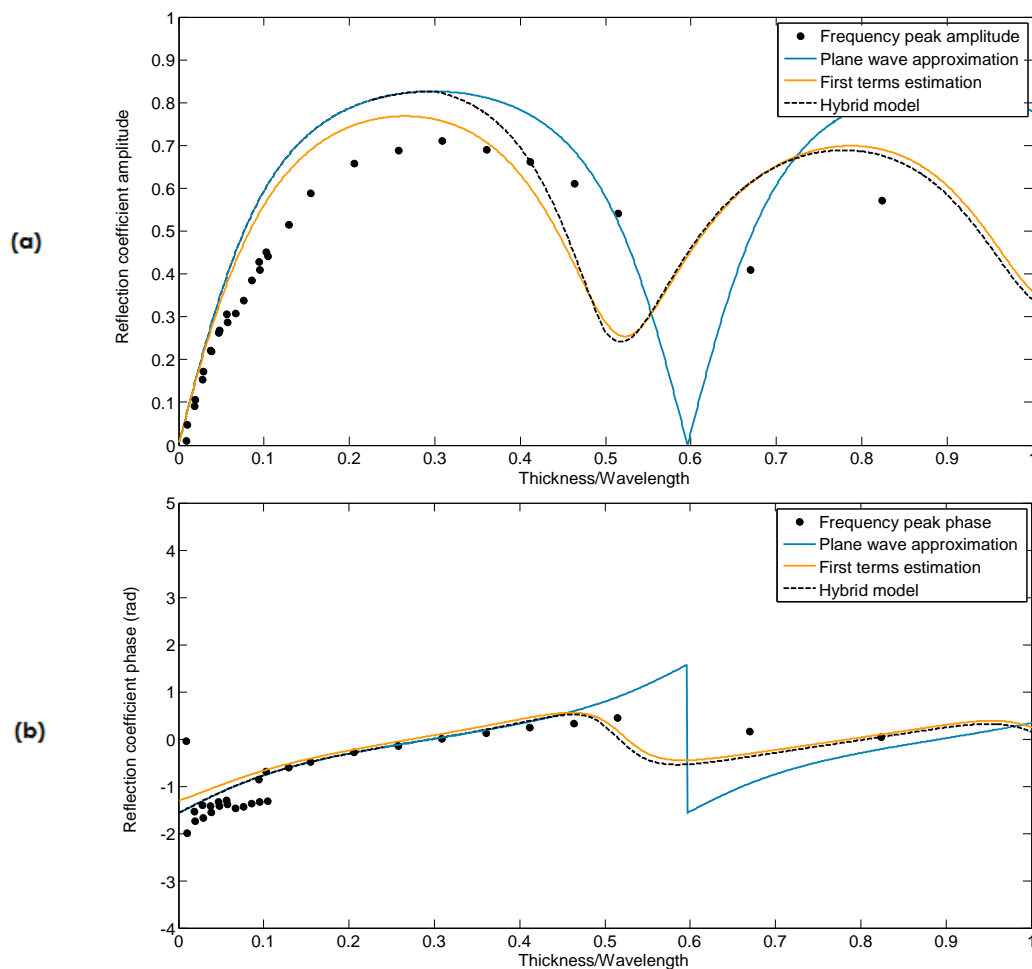 (a)
Reflection coefficient amplitude
1
0.9
0.8
0.7
0.6
0.5
0.4
0.3
0.2
0.1
0
Frequency peak amplitude
Plane wave approximation
First terms estimation
Hybrid model
0 0.1 0.2 0.3 0.4 0.5 0.6 0.7 0.8 0.9 1
Thickness/Wavelength
(b)
Reflection coefficient phase (rad)
5
4
3
2
1
0
-1
-2
-3
-4
Frequency peak phase
Plane wave approximation
First terms estimation
Hybrid model
0 0.1 0.2 0.3 0.4 0.5 0.6 0.7 0.8 0.9 1
Thickness/Wavelength